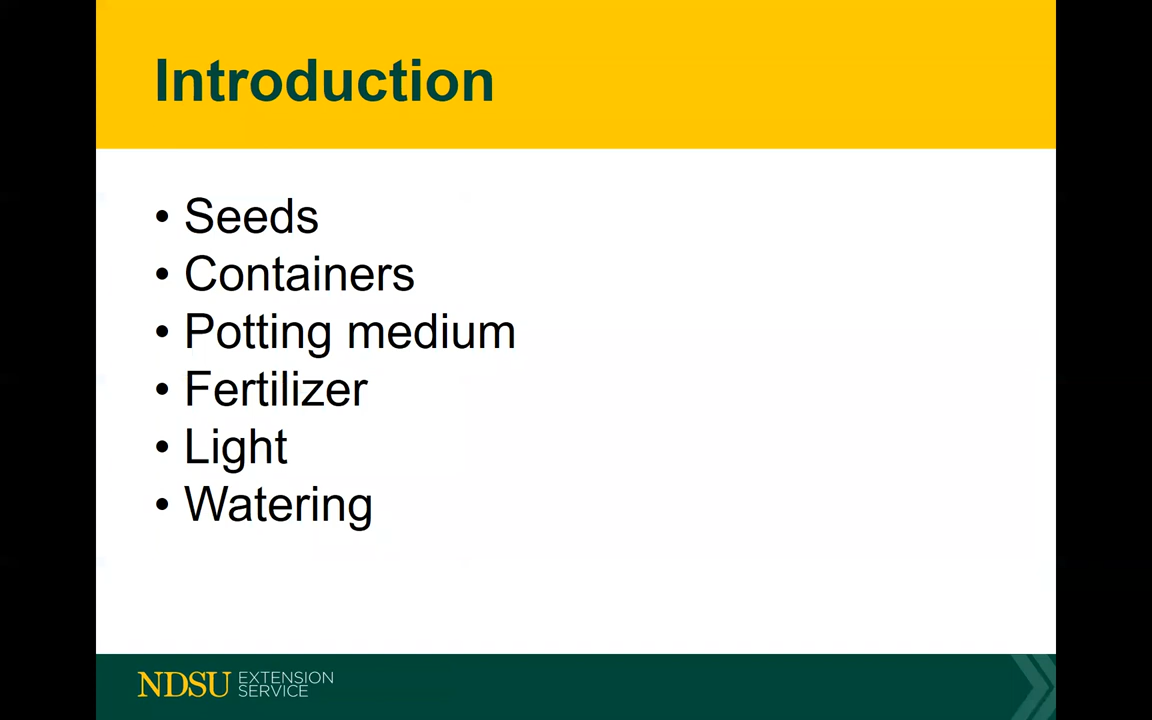 Introduction
• Seeds
• Containers
• Potting medium
• Fertilizer
• Light
• Watering
NDSU EXTENSION
SERVICE